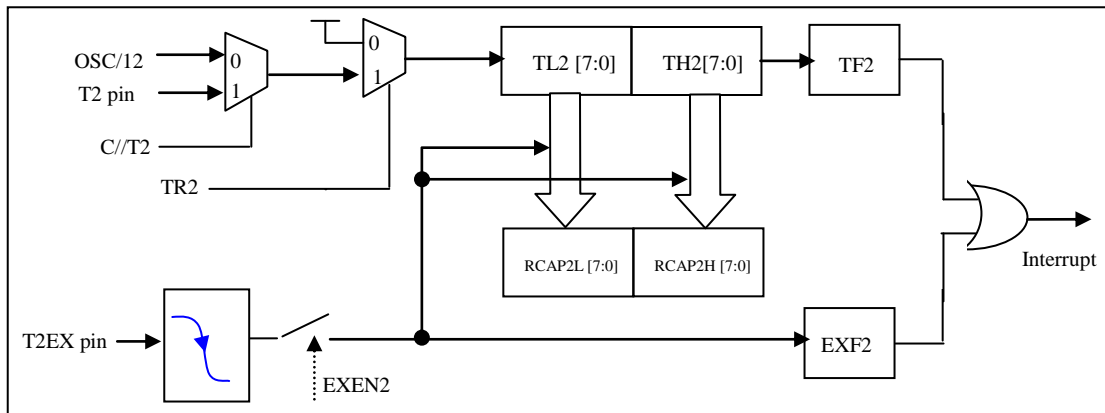 OSC/12
0
1
T2 pin
C//T2
0
1
TR2
TL2 [7:0]
TH2[7:0]
TF2
RCAP2L [7:0]
RCAP2H [7:0]
Interrupt
T2EX pin
EXEN2
EXF2